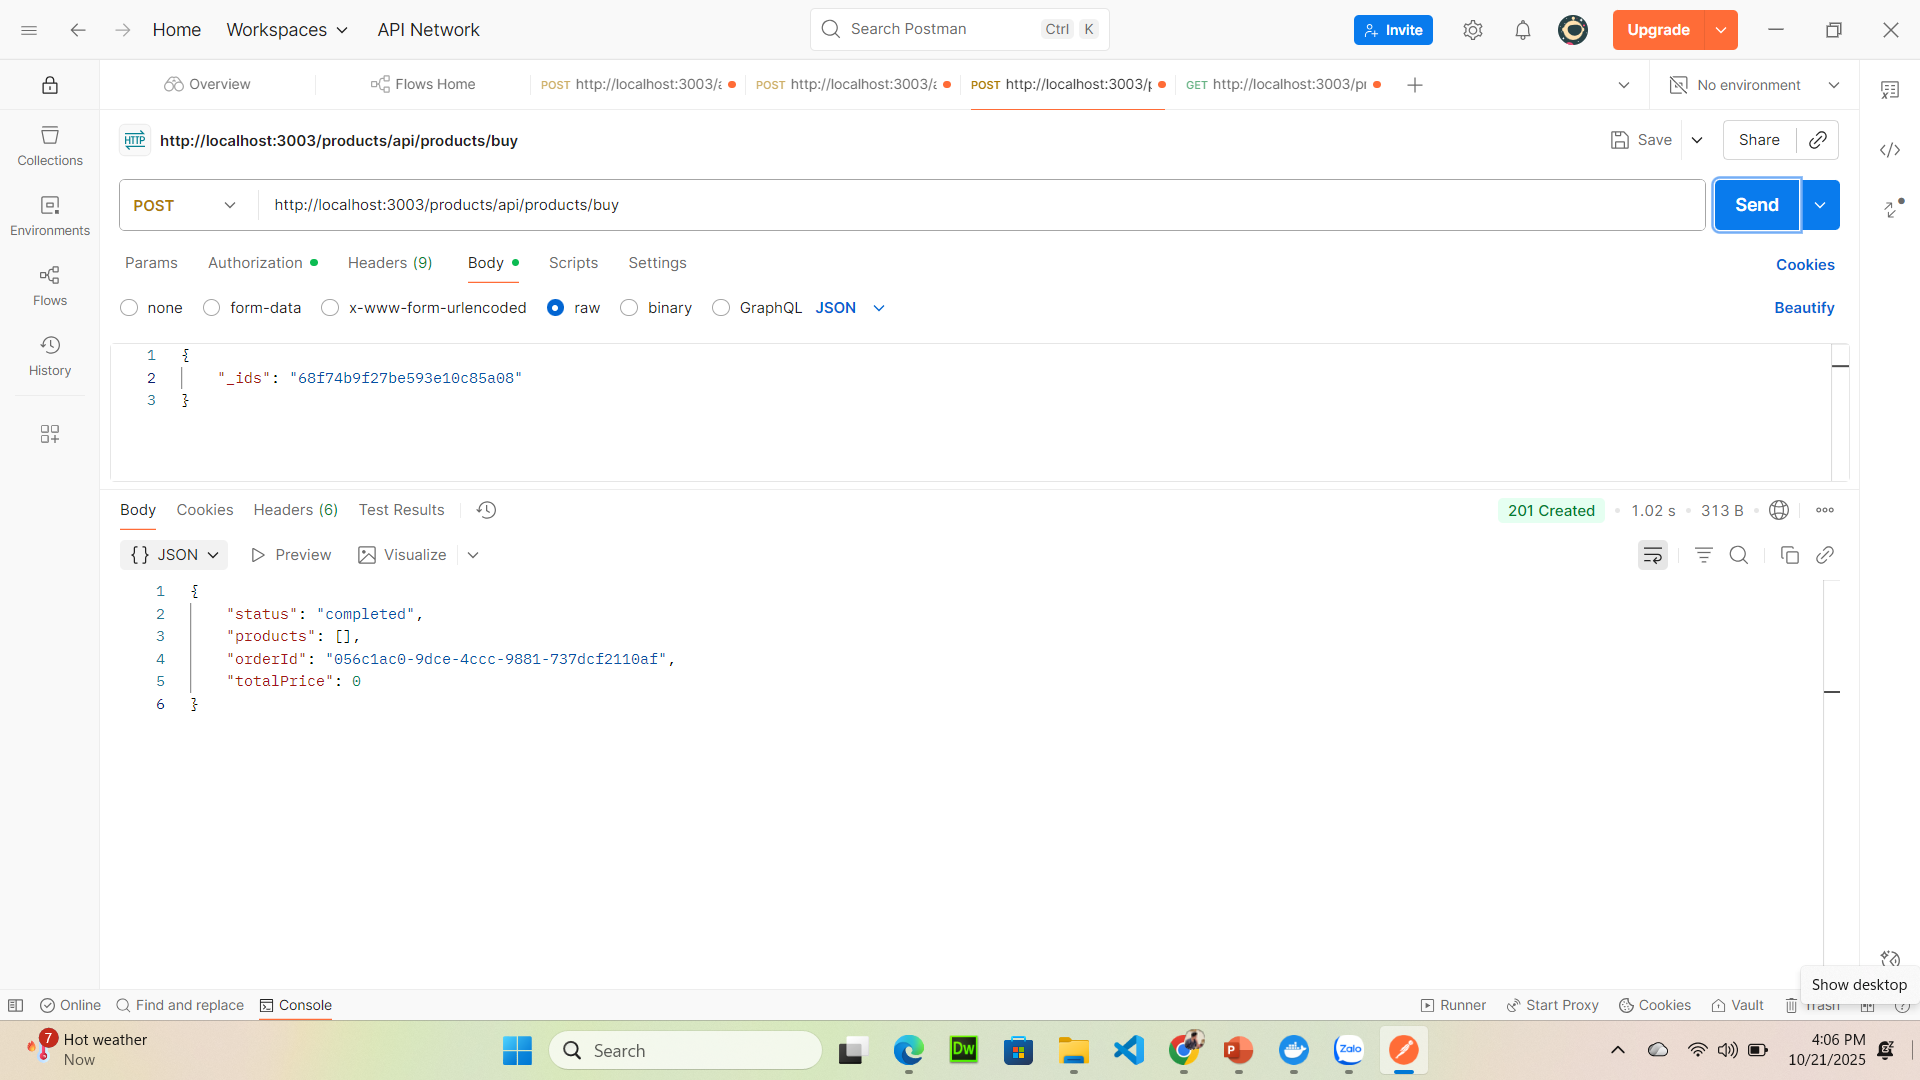 Home
Workspaces
API Network
Search Postman
Ctrl K
Invite
Upgrade
Overview
Flows Home
POST http://localhost:3003/a
POST http://localhost:3003/a
POST http://localhost:3003/p
GET http://localhost:3003/pr
No environment
Collections
Environments
Flows
History
HTTP
http://localhost:3003/products/api/products/buy
Save
Share
POST
http://localhost:3003/products/api/products/buy
Send
Params
Authorization
Headers (9)
Body
Scripts
Settings
Cookies
none
form-data
x-www-form-urlencoded
raw
binary
GraphQL
JSON
Beautify
1 {
2 "_ids": "68f74b9f27be593e10c85a08"
3 }
Body
Cookies
Headers (6)
Test Results
201 Created
1.02 s
313 B
{} JSON
Preview
Visualize
1 {
2 "status": "completed",
3 "products": [],
4 "orderId": "056c1ac0-9dce-4ccc-9881-737dcf2110af",
5 "totalPrice": 0
6 }
Show desktop
Online
Find and replace
Console
Runner
Start Proxy
Cookies
Vault
Trash
7
Hot weather
Now
Search
Dw
P
Zalo
4:06 PM
10/21/2025